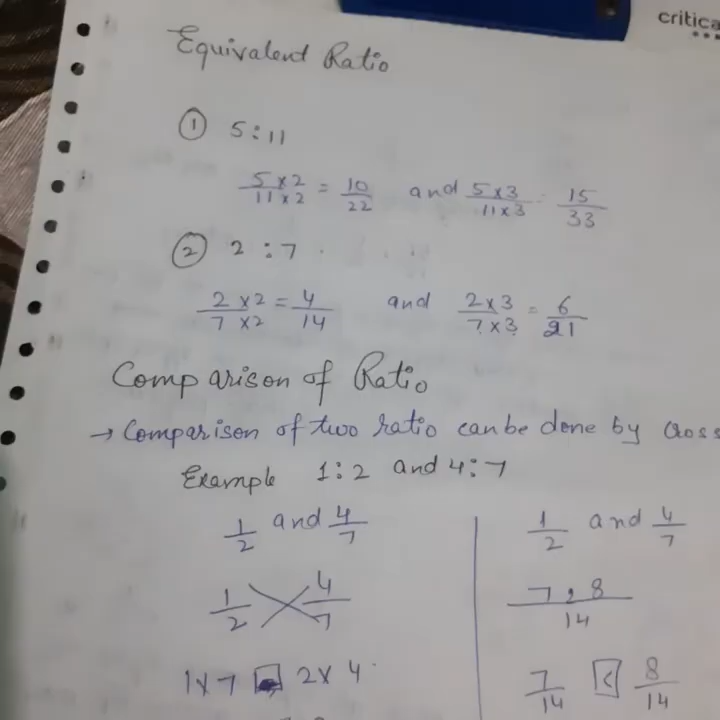 critica
Equivalent Ratio
① 5:11
5x2/11x2 = 10/22 and 5x3/11x3 = 15/33
② 2:7
2x2/7x2 = 4/14 and 2x3/7x3 = 6/21
Comparison of Ratio
→ Comparison of two ratio can be done by cross
Example 1:2 and 4:7
1/2 and 4/7
1/2 4/7
1x7 2x4
1/2 and 4/7
7,8/14
7/14 < 8/14